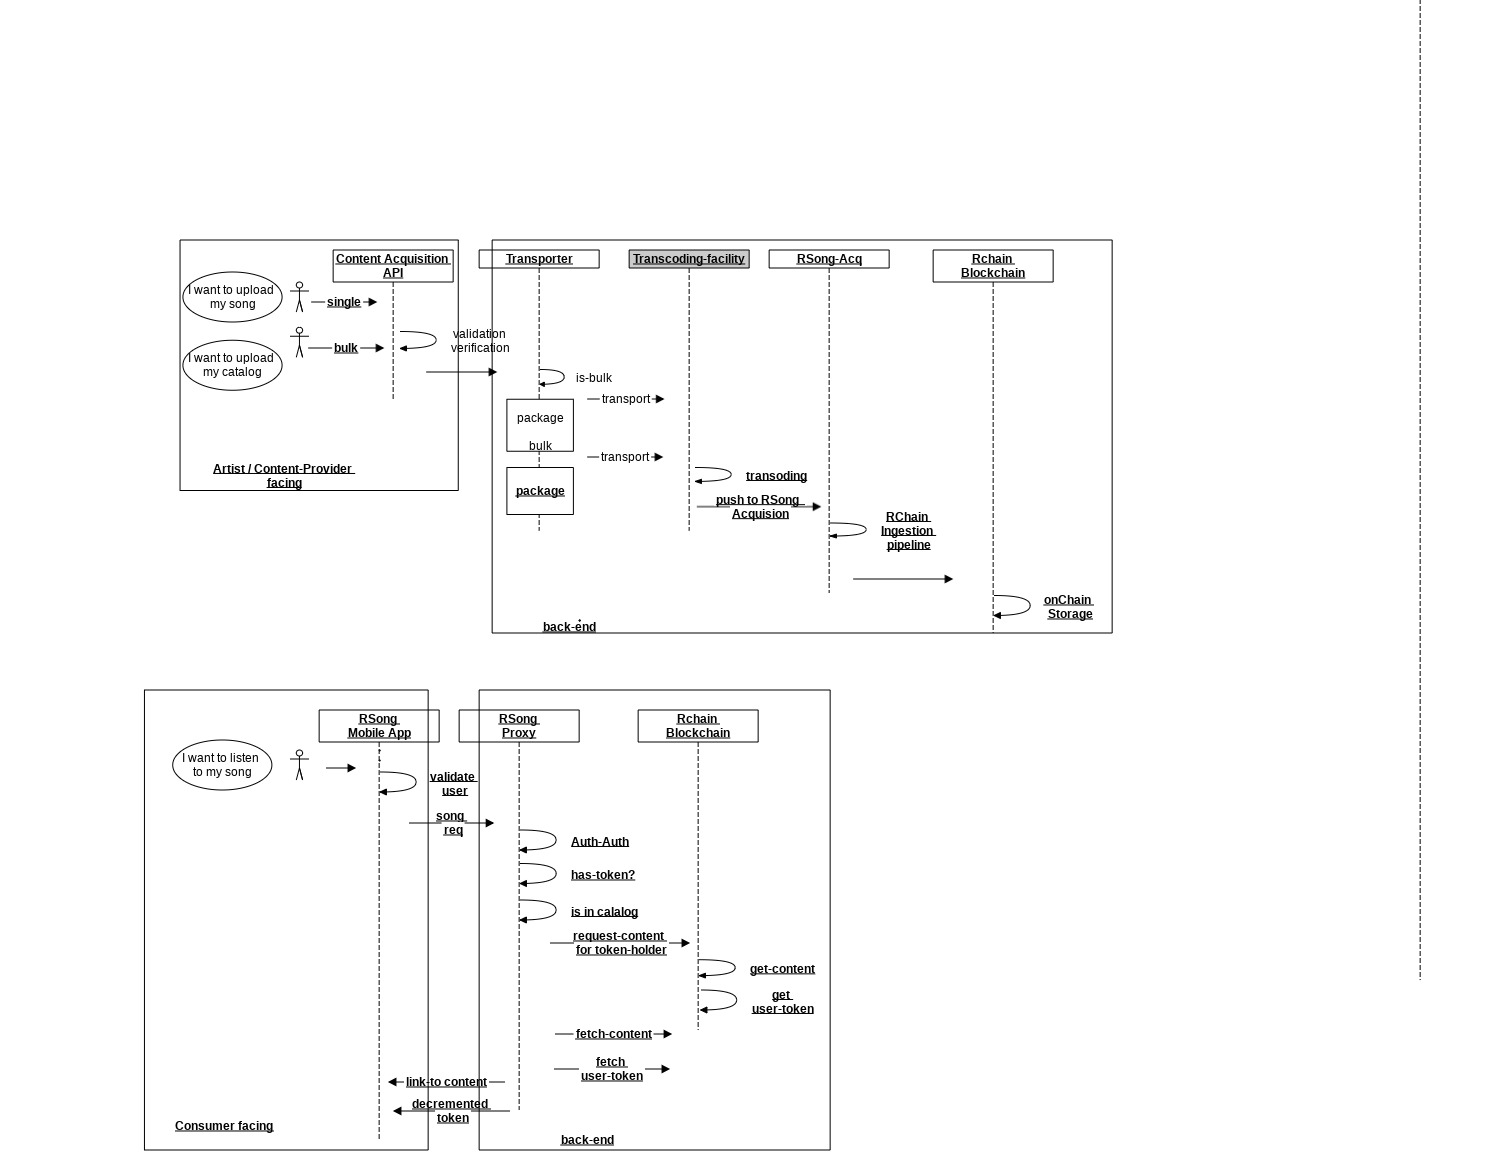 Content Acquisition
API
Transporter
Transcoding-facility
RSong-Acq
Rchain
Blockchain
I want to upload
my song
single
I want to upload
my catalog
bulk
validation
verification
is-bulk
transport
package
bulk
transport
package
transoding
push to RSong
Acquision
RChain
Ingestion
pipeline
onChain
Storage
Artist / Content-Provider
facing
back-end
RSong
Mobile App
RSong
Proxy
Rchain
Blockchain
I want to listen
to my song
validate
user
song
req
Auth-Auth
has-token?
is in calalog
request-content
for token-holder
get-content
get
user-token
fetch-content
fetch
user-token
link-to content
decremented
token
Consumer facing
back-end